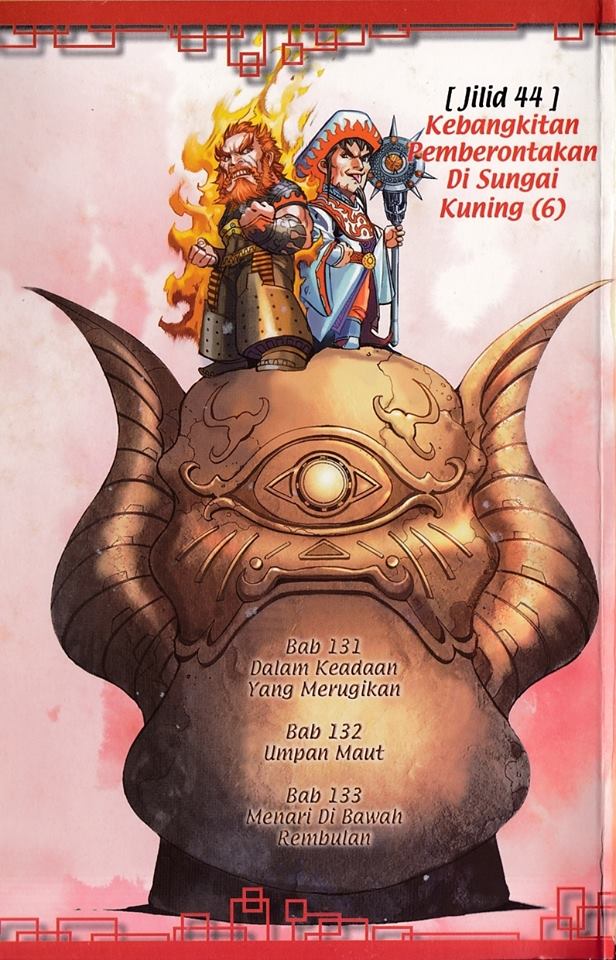 [ Jilid 44 ]
Kebangkitan
Pemberontakan
Di Sungai
Kuning (6)
Bab 131
Dalam Keadaan
Yang Merugikan
Bab 132
Umpan Maut
Bab 133
Menari Di Bawah
Rembulan